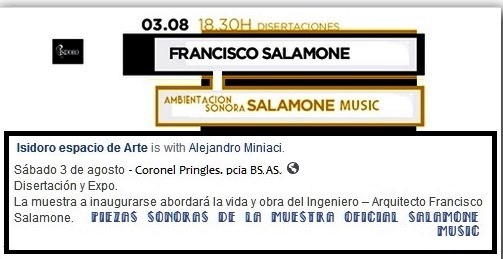 03.08 18.30H DISERTACIONES
ISIDORO
FRANCISCO SALAMONE
AMBIENTACION
SONORA SALAMONE MUSIC
Isidoro espacio de Arte is with Alejandro Miniaci.
Sábado 3 de agosto - Coronel Pringles. pcia BS.AS.
Disertación y Expo.
La muestra a inaugurarse abordará la vida y obra del Ingeniero – Arquitecto Francisco
Salamone. PIEZAS SONORAS DE LA MUESTRA OFICIAL SALAMONE
MUSIC